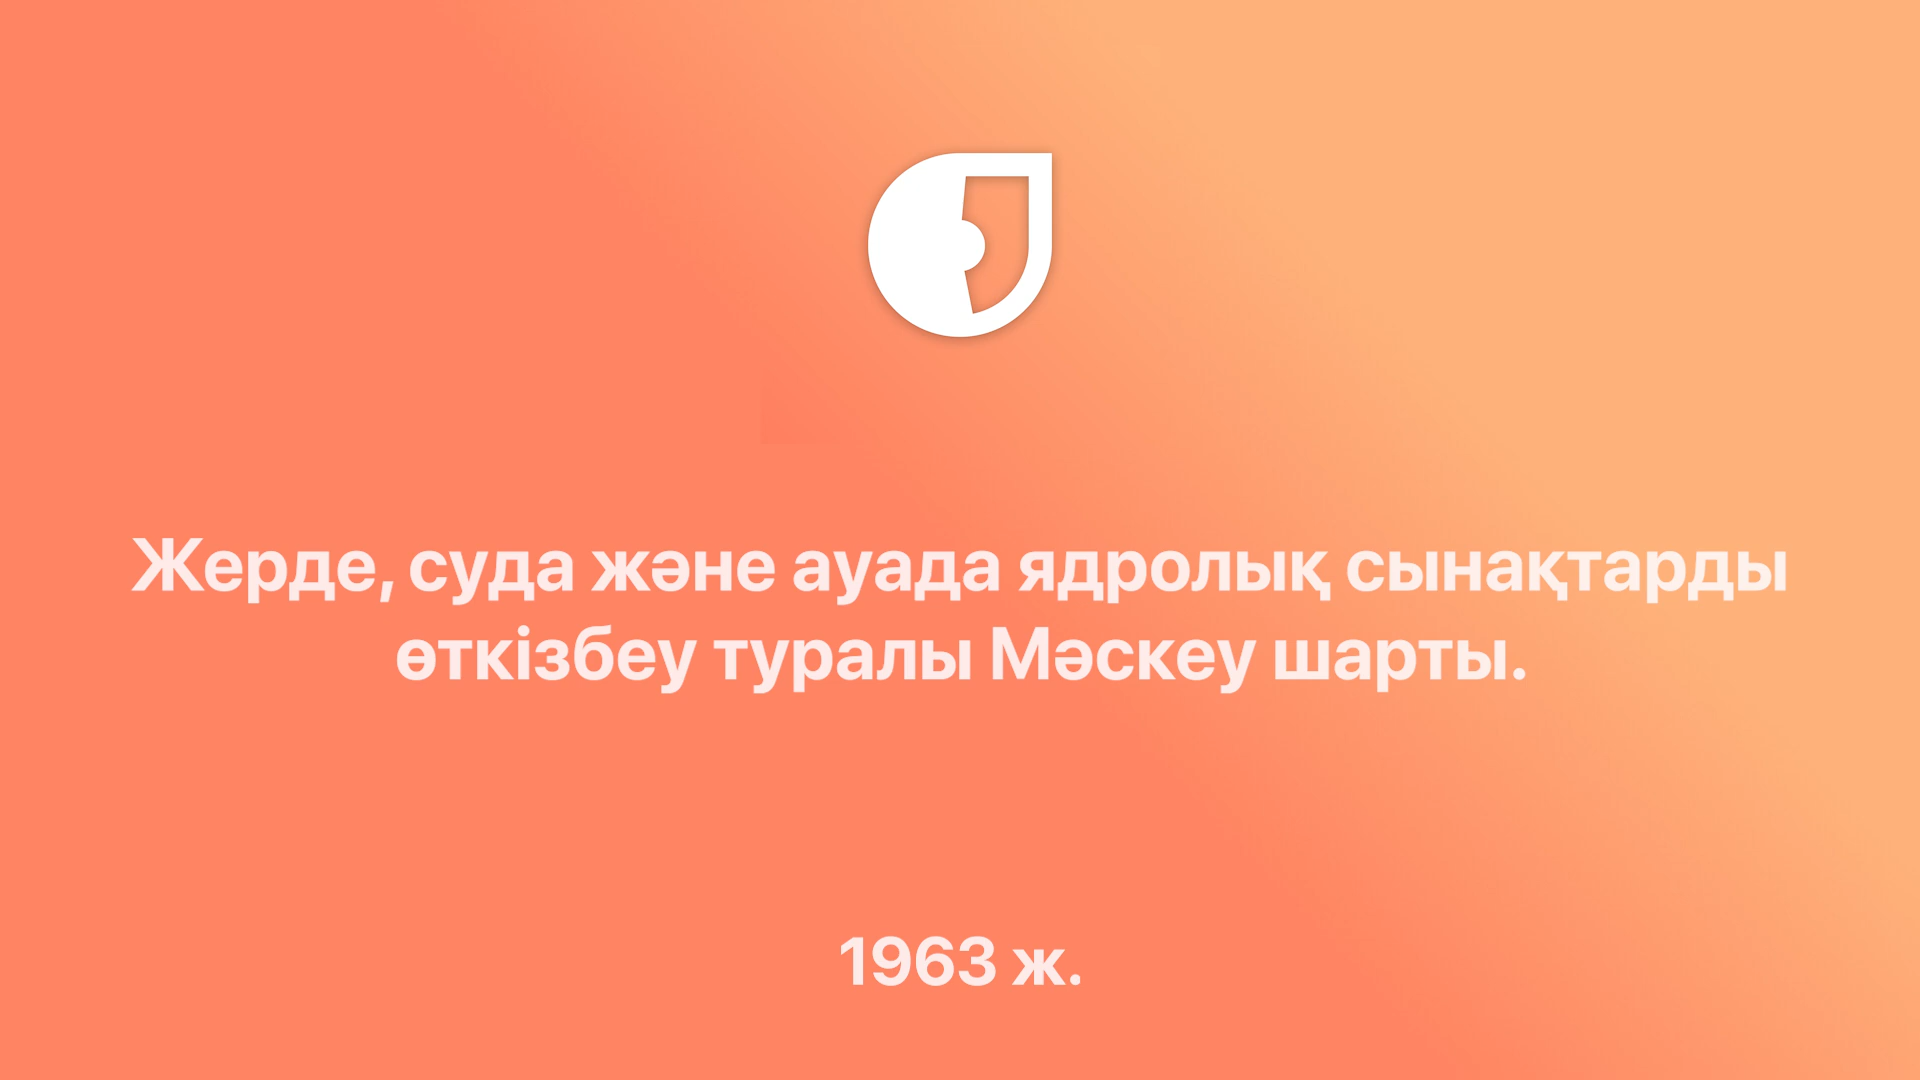 Жерде, суда және ауада ядролық сынақтарды
өткізбеу туралы Мәскеу шарты.
1963 ж.